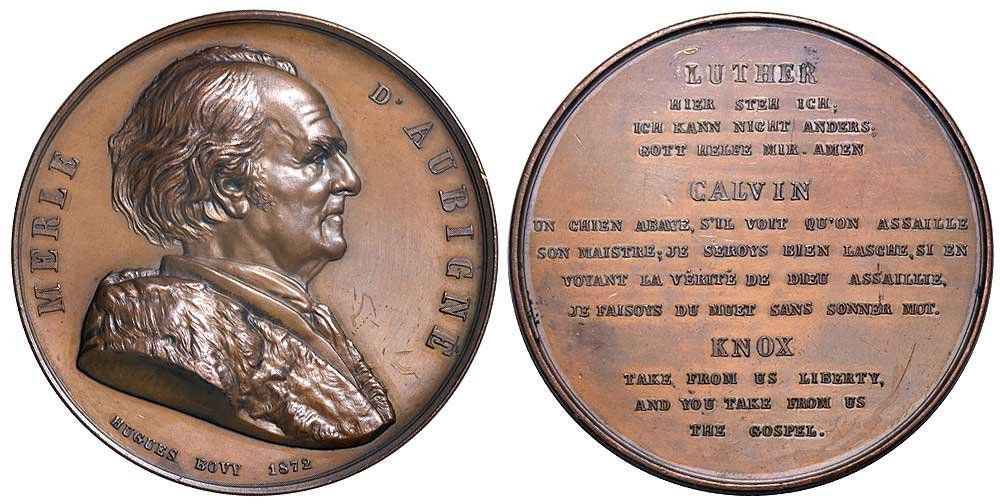 MERLE D'AUBIGNÉ
HUGUES BOVY 1872
LUTHER
HIER STEH ICH;
ICH KANN NICHT ANDERS;
GOTT HELFE MIR. AMEN
CALVIN
UN CHIEN ABAYE, S'IL VOIT QU'ON ASSAILLE
SON MAISTRE; JE SEROYS BIEN LASCHE, SI EN
VOYANT LA VÉRITÉ DE DIEU ASSAILLIE,
JE FAISOYS DU MUET SANS SONNER MOT.
KNOX
TAKE FROM US LIBERTY,
AND YOU TAKE FROM US
THE GOSPEL.